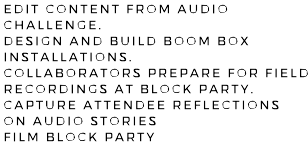 EDIT CONTENT FROM AUDIO
CHALLENGE.
DESIGN AND BUILD BOOM BOX
INSTALLATIONS.
COLLABORATORS PREPARE FOR FIELD
RECORDINGS AT BLOCK PARTY.
CAPTURE ATTENDEE REFLECTIONS
ON AUDIO STORIES
FILM BLOCK PARTY